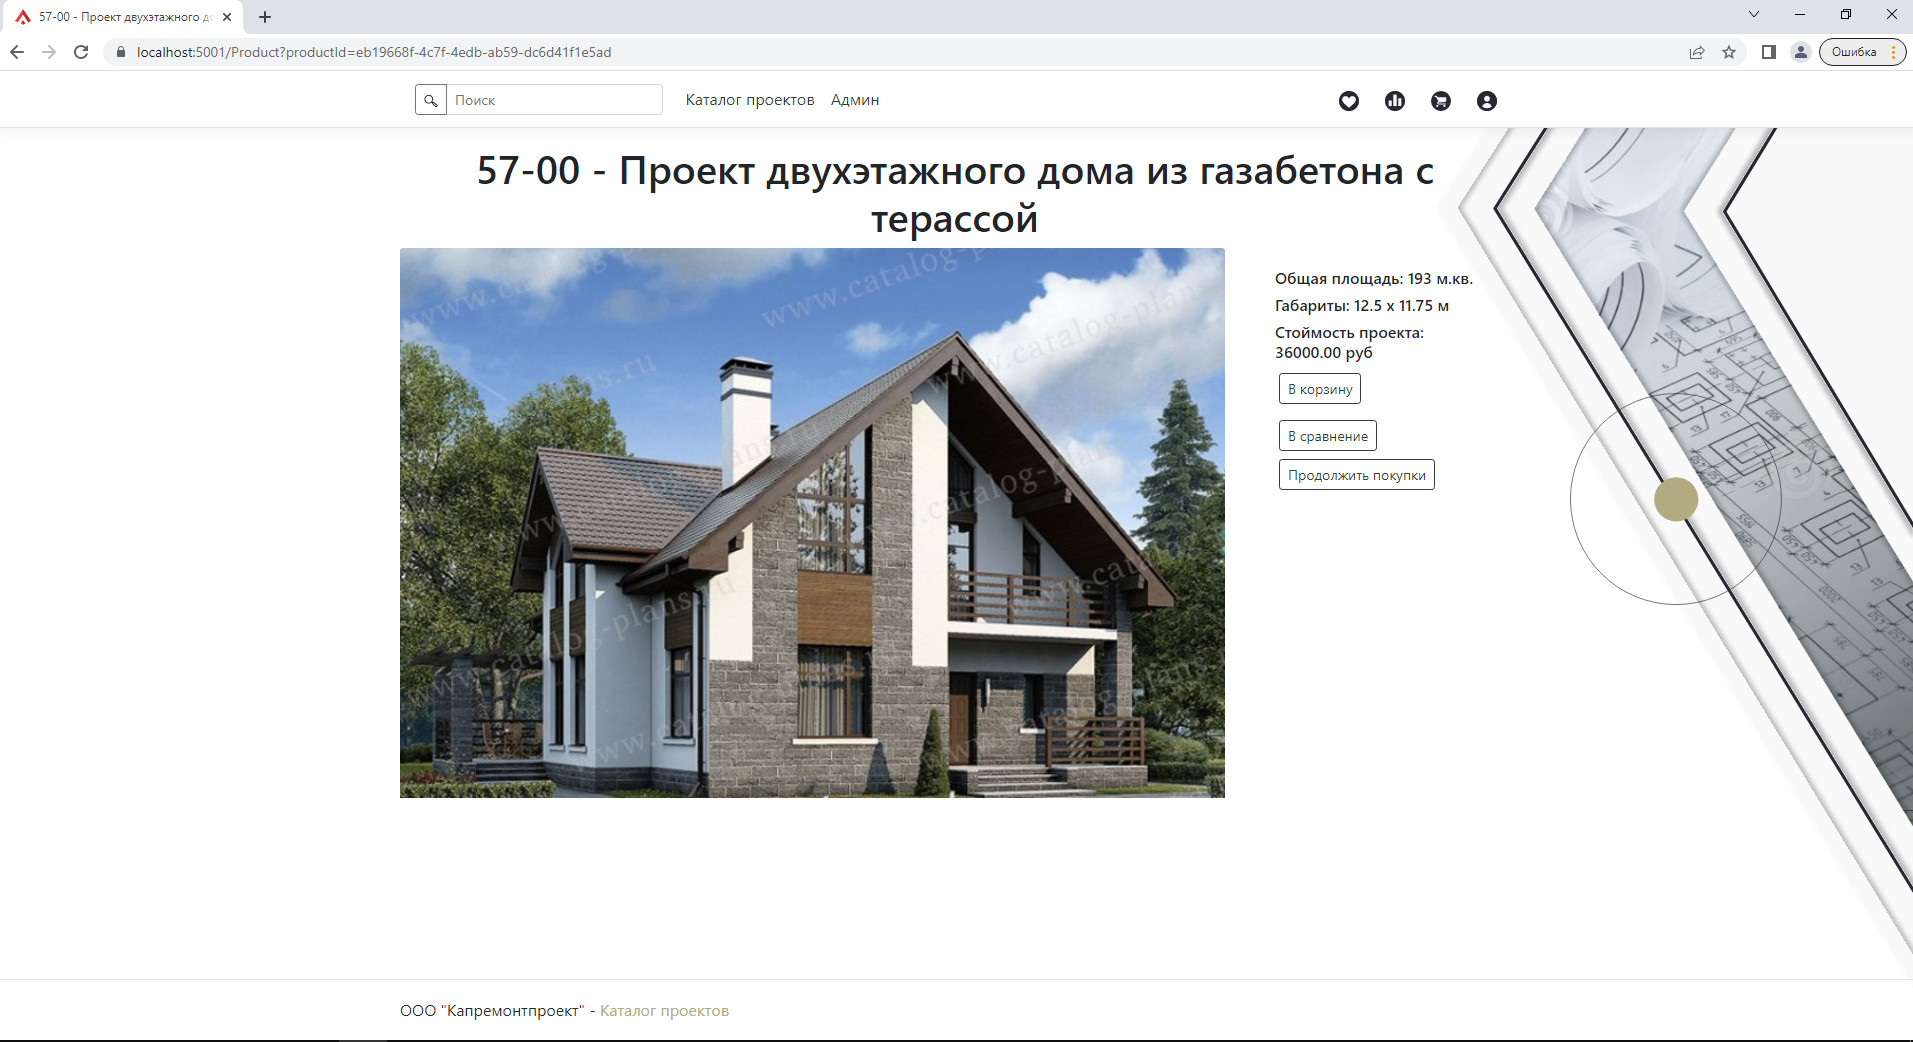 57-00 - Проект двухэтажного дс
localhost:5001/Product?productId=eb19668f-4c7f-4edb-ab59-dc6d41f1e5ad
Ошибка
Поиск
Каталог проектов
Админ
57-00 - Проект двухэтажного дома из газабетона с
терассой
www.catalog-plans.ru
Общая площадь: 193 м.кв.
Габариты: 12.5 x 11.75 м
Стоймость проекта:
36000.00 руб
В корзину
В сравнение
Продолжить покупки
ООО "Капремонтпроект" - Каталог проектов